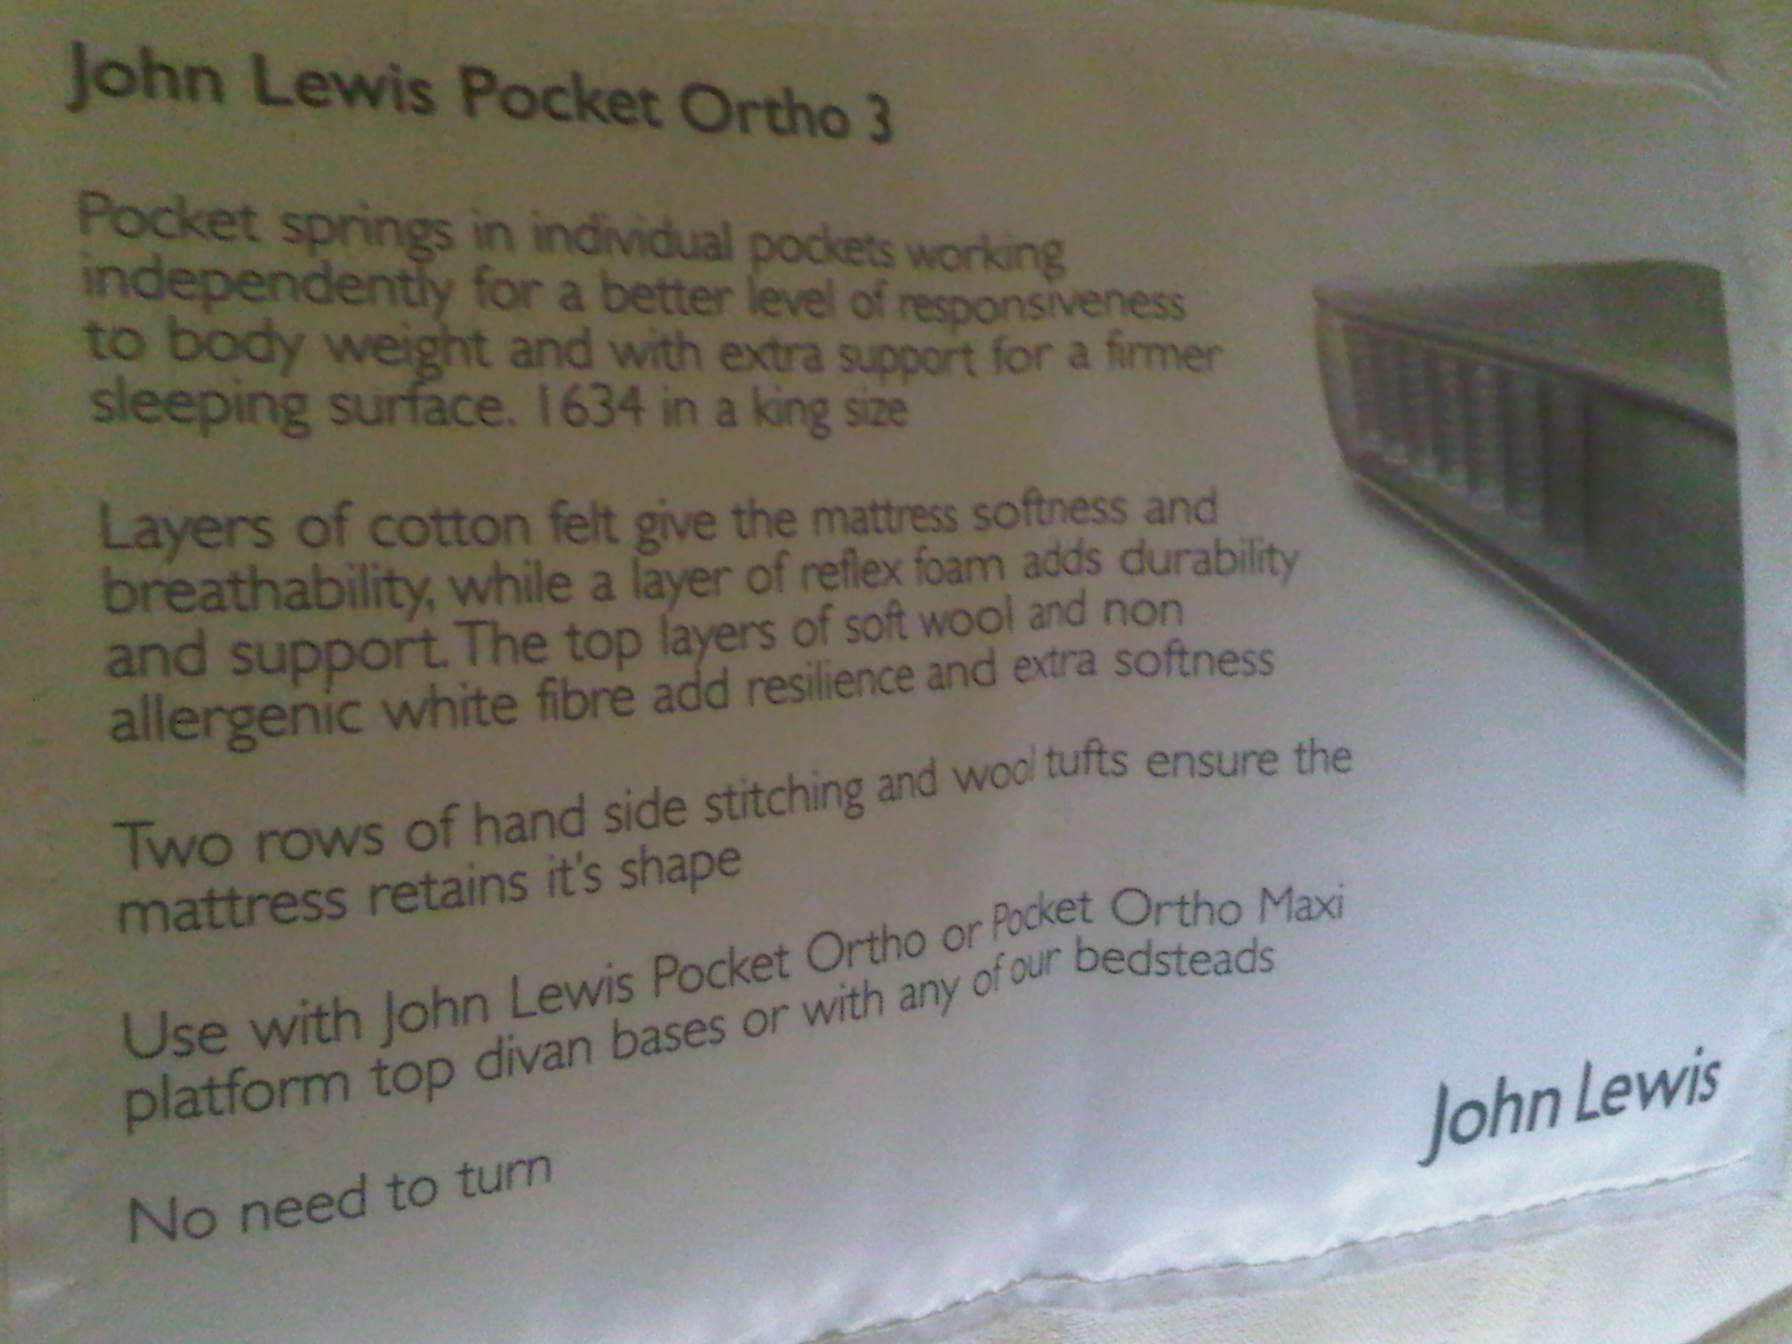 John Lewis Pocket Ortho 3
Pocket springs in individual pockets working
independently for a better level of responsiveness
to body weight and with extra support for a firmer
sleeping surface. 1634 in a king size
Layers of cotton felt give the mattress softness and
breathability, while a layer of reflex foam adds durability
and support. The top layers of soft wool and non
allergenic white fibre add resilience and extra softness
Two rows of hand side stitching and wool tufts ensure the
mattress retains it's shape
Use with John Lewis Pocket Ortho or Pocket Ortho Maxi
platform top divan bases or with any of our bedsteads
No need to turn
John Lewis